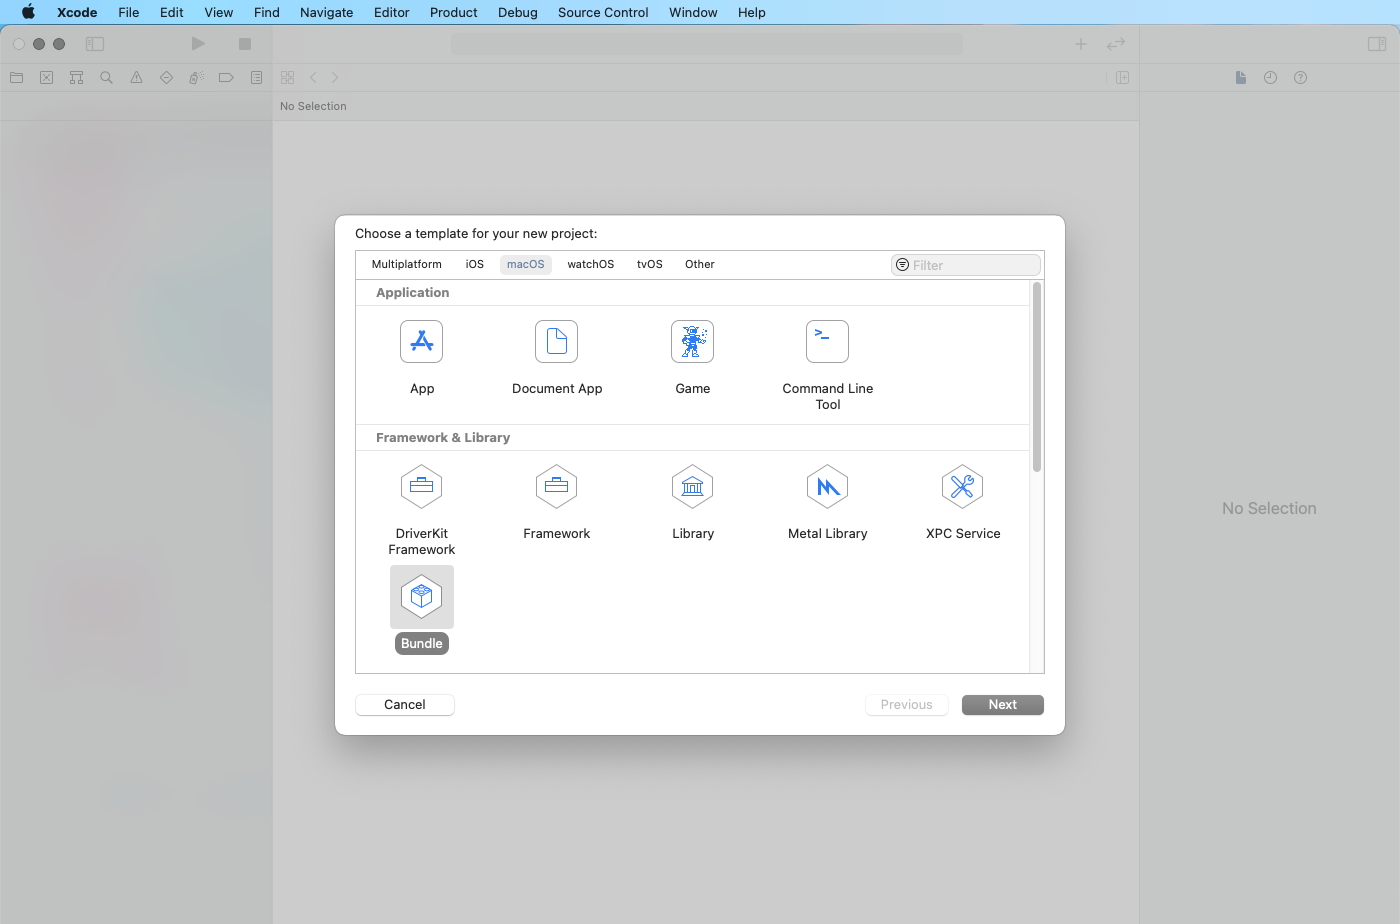 Xcode File Edit View Find Navigate Editor Product Debug Source Control Window Help
No Selection
Choose a template for your new project:
Multiplatform iOS macOS watchOS tvOS Other Filter
Application
App Document App Game Command Line Tool
Framework & Library
DriverKit Framework Framework Library Metal Library XPC Service
No Selection
Bundle
Cancel Previous Next